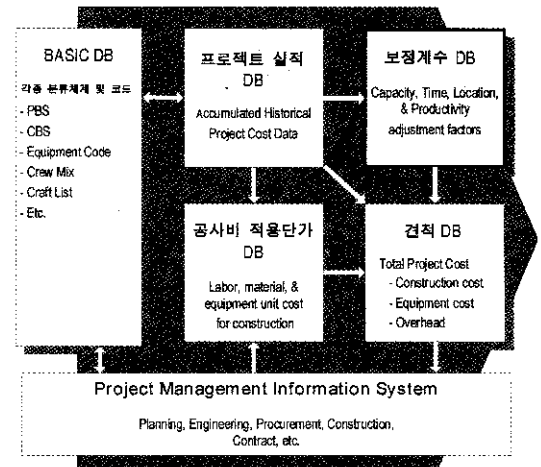 BASIC DB
각종 분류체계 및 코드
- PBS
- CBS
- Equipment Code
- Crew Mix
- Craft List
- Etc.
프로젝트 실적
DB
Accumulated Historical
Project Cost Data
보정계수 DB
Capacity, Time, Location,
& Productivity
adjustment factors
공사비 적용단가
DB
Labor, material, &
equipment unit cost
for construction
견적 DB
Total Project Cost
- Construction cost
- Equipment cost
- Overhead
Project Management Information System
Planning, Engineering, Procurement, Construction,
Contract, etc.